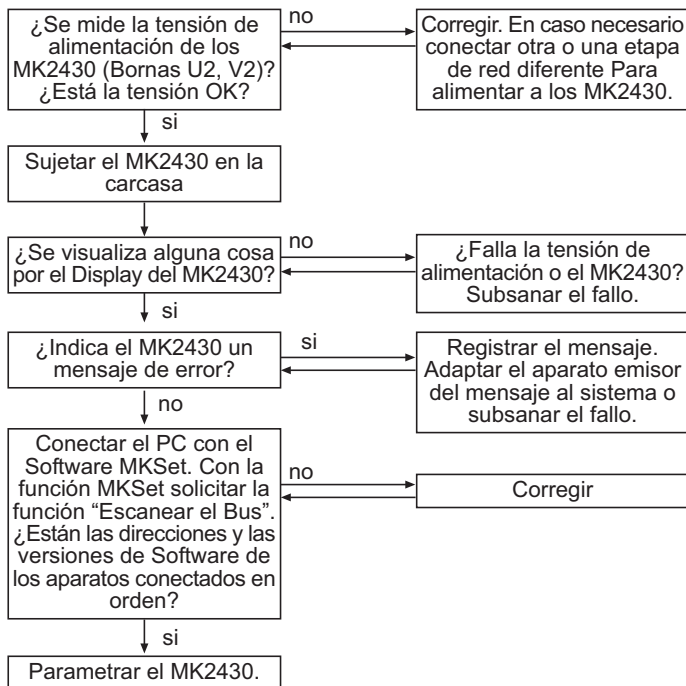 ¿Se mide la tensión de
alimentación de los
MK2430 (Bornas U2, V2)?
¿Está la tensión OK?
no
Corregir. En caso necesario
conectar otra o una etapa
de red diferente Para
alimentar a los MK2430.
si
Sujetar el MK2430 en la
carcasa
¿Se visualiza alguna cosa
por el Display del MK2430?
no
¿Falla la tensión de
alimentación o el MK2430?
Subsanar el fallo.
si
¿Indica el MK2430 un
mensaje de error?
si
Registrar el mensaje.
Adaptar el aparato emisor
del mensaje al sistema o
subsanar el fallo.
no
Conectar el PC con el
Software MKSet. Con la
función MKSet solicitar la
función “Escanear el Bus”.
¿Están las direcciones y las
versiones de Software de
los aparatos conectados en
orden?
no
Corregir
si
Parametrar el MK2430.